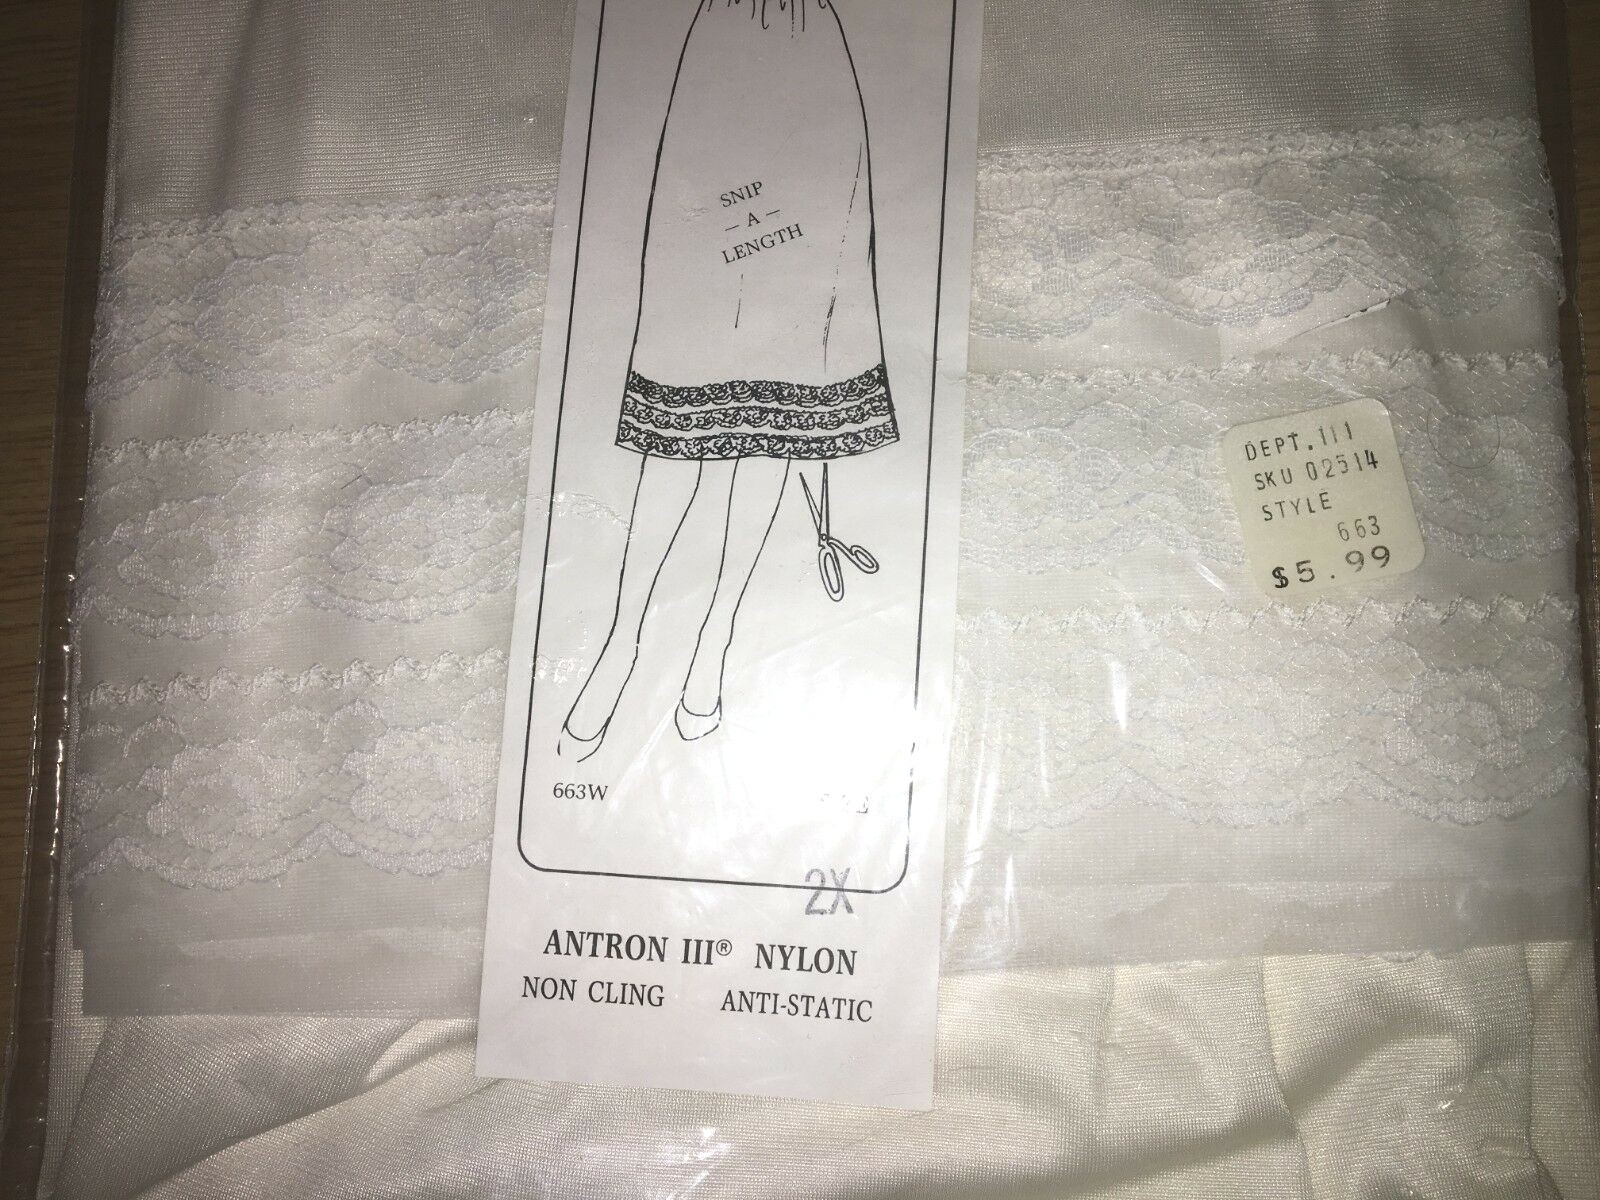 SNIP
— A —
LENGTH
DEPT. 111
SKU 02514
STYLE
663
$5.99
663W
2X
ANTRON III® NYLON
NON CLING ANTI-STATIC